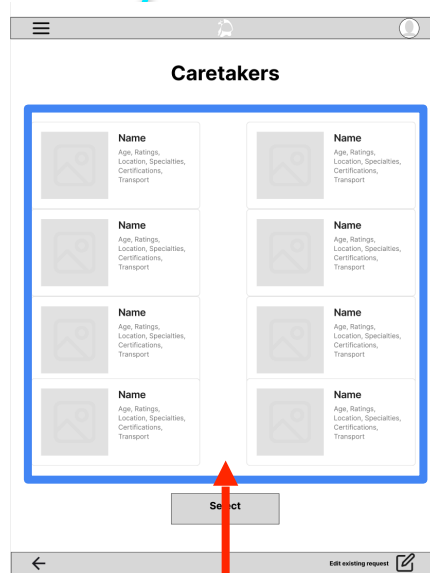 Caretakers
Name
Age, Ratings,
Location, Specialties,
Certifications,
Transport
Name
Age, Ratings,
Location, Specialties,
Certifications,
Transport
Name
Age, Ratings,
Location, Specialties,
Certifications,
Transport
Name
Age, Ratings,
Location, Specialties,
Certifications,
Transport
Name
Age, Ratings,
Location, Specialties,
Certifications,
Transport
Name
Age, Ratings,
Location, Specialties,
Certifications,
Transport
Name
Age, Ratings,
Location, Specialties,
Certifications,
Transport
Name
Age, Ratings,
Location, Specialties,
Certifications,
Transport
Select
Edit existing request